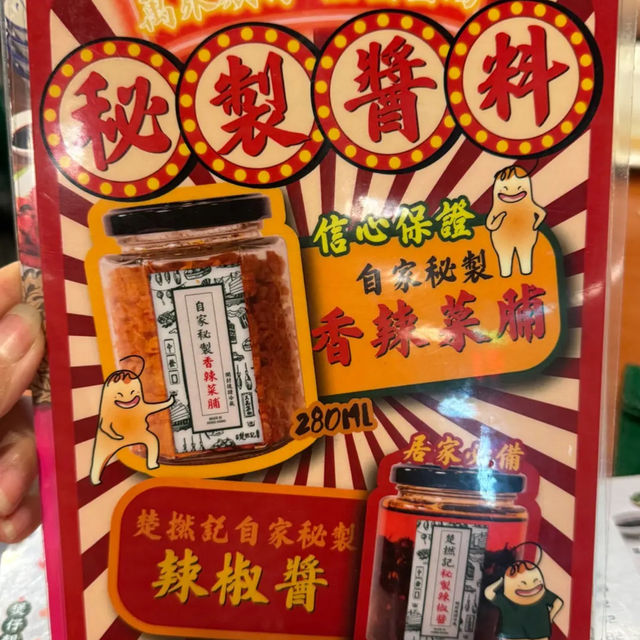 秘製醬料
信心保證
自家秘製
香辣菜脯
自家秘製香辣菜脯
280ML
居家必備
楚撚記自家秘製
辣椒醬
楚撚記秘製辣椒醬